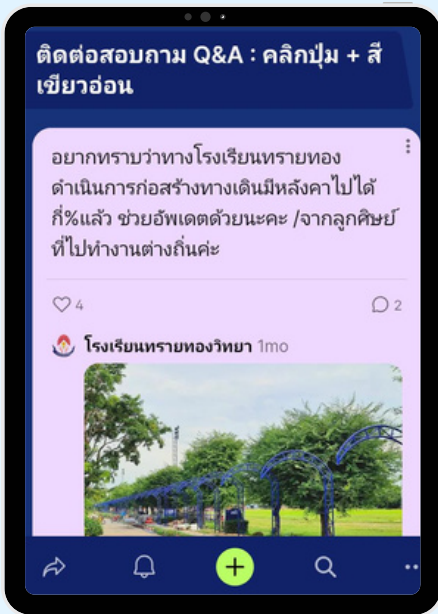 ติดต่อสอบถาม Q&A : คลิกปุ่ม + สี
เขียวอ่อน
อยากทราบว่าทางโรงเรียนทรายทอง
ดำเนินการก่อสร้างทางเดินมีหลังคาไปได้
กี่%แล้ว ช่วยอัพเดตด้วยนะคะ /จากลูกศิษย์
ที่ไปทำงานต่างถิ่นค่ะ
4
2
โรงเรียนทรายทองวิทยา 1mo